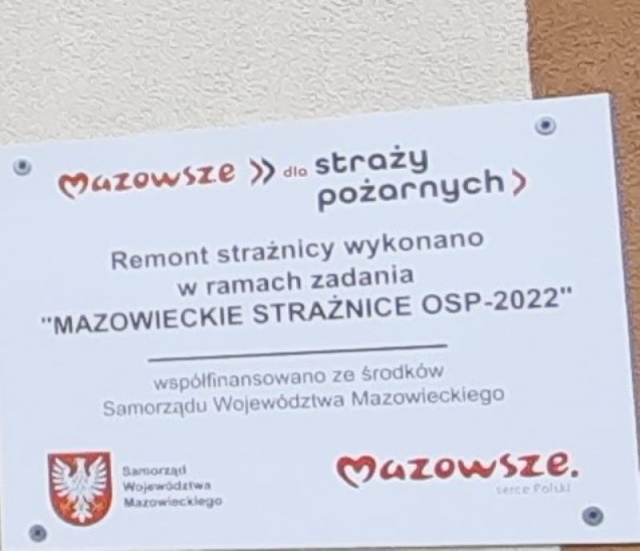 mazowsze » dla straży
pożarnych >
Remont strażnicy wykonano
w ramach zadania
"MAZOWIECKIE STRAŻNICE OSP-2022"
współfinansowano ze środków
Samorządu Województwa Mazowieckiego
Samorząd
Województwa
Mazowieckiego
mazowsze.
serce Polski